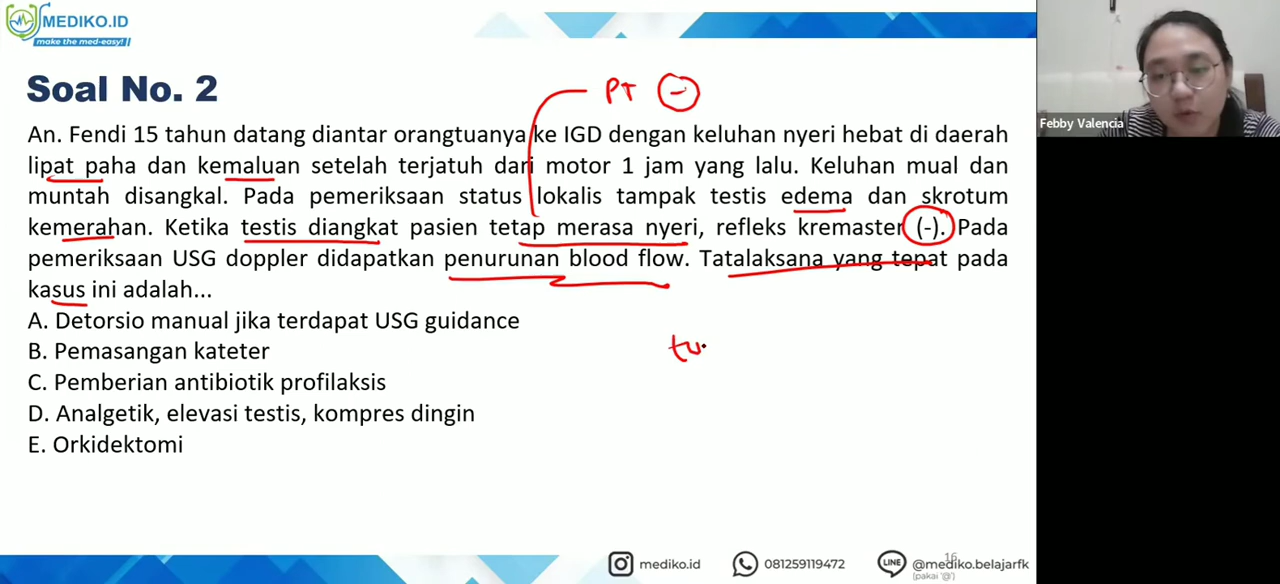 MEDIKO.ID
make the med-easy!
Soal No. 2
PT (-)
An. Fendi 15 tahun datang diantar orangtuanya ke IGD dengan keluhan nyeri hebat di daerah
lipat paha dan kemaluan setelah terjatuh dari motor 1 jam yang lalu. Keluhan mual dan
muntah disangkal. Pada pemeriksaan status lokalis tampak testis edema dan skrotum
kemerahan. Ketika testis diangkat pasien tetap merasa nyeri, refleks kremaster (-). Pada
pemeriksaan USG doppler didapatkan penurunan blood flow. Tatalaksana yang tepat pada
kasus ini adalah...
A. Detorsio manual jika terdapat USG guidance
B. Pemasangan kateter
tu
C. Pemberian antibiotik profilaksis
D. Analgetik, elevasi testis, kompres dingin
E. Orkidektomi
mediko.id
081259119472
LINE
@mediko.belajarfk
(pakai '@')
16
Febby Valencia